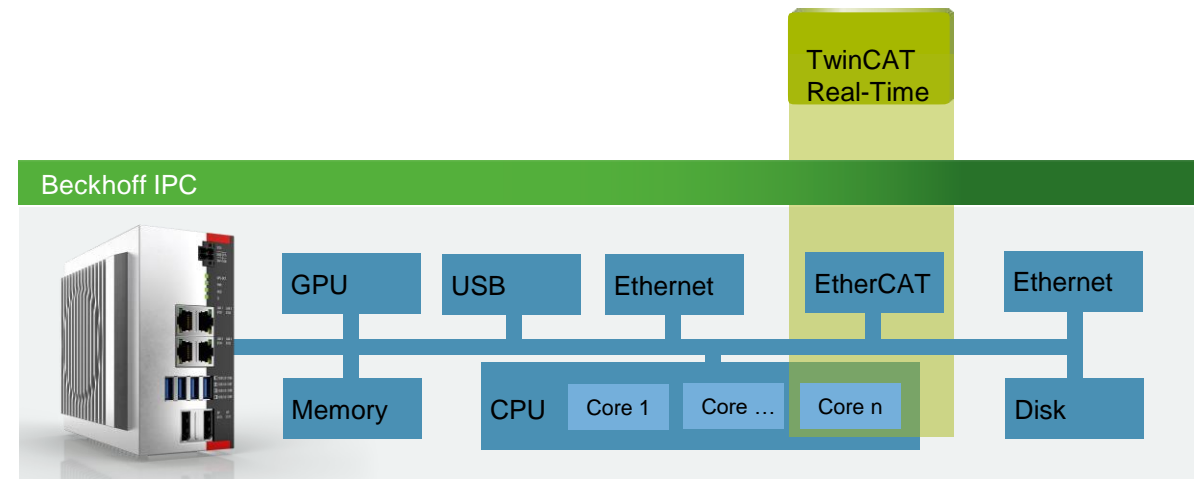 TwinCAT
Real-Time
Beckhoff IPC
GPU
USB
Ethernet
EtherCAT
Ethernet
Memory
CPU
Core 1
Core …
Core n
Disk